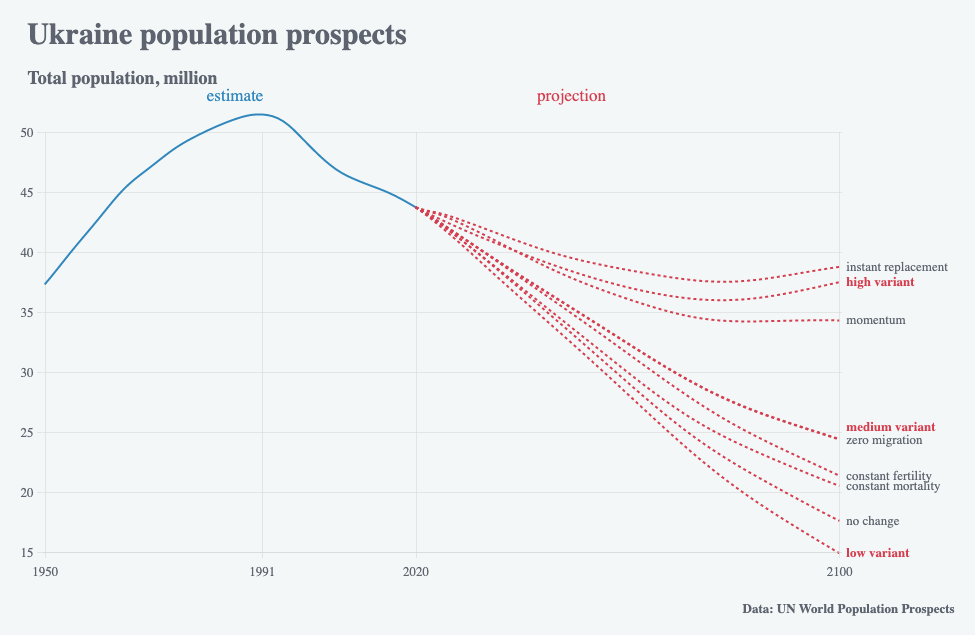 Ukraine population prospects
Total population, million
estimate
projection
50
45
40
35
30
25
20
15
instant replacement
high variant
momentum
medium variant
zero migration
constant fertility
constant mortality
no change
low variant
1950
1991
2020
2100
Data: UN World Population Prospects